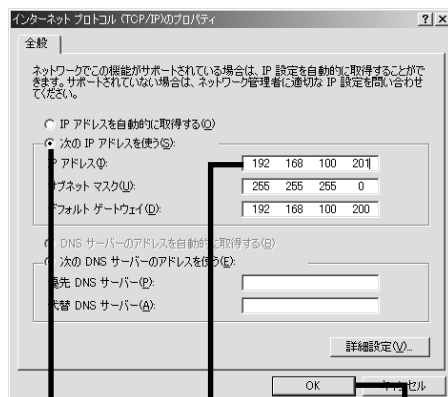 インターネット プロトコル (TCP/IP)のプロパティ
? ×
全般
ネットワークでこの機能がサポートされている場合は、IP 設定を自動的に取得することがで
きます。サポートされていない場合は、ネットワーク管理者に適切な IP 設定を問い合わせ
てください。
IP アドレスを自動的に取得する(O)
次の IP アドレスを使う(S):
IP アドレス(I): 192 168 100 201
サブネット マスク(U): 255 255 255 0
デフォルト ゲートウェイ(D): 192 168 100 200
DNS サーバーのアドレスを自動的に取得する(B)
次の DNS サーバーのアドレスを使う(E):
優先 DNS サーバー(P):
代替 DNS サーバー(A):
詳細設定(V)...
OK キャンセル